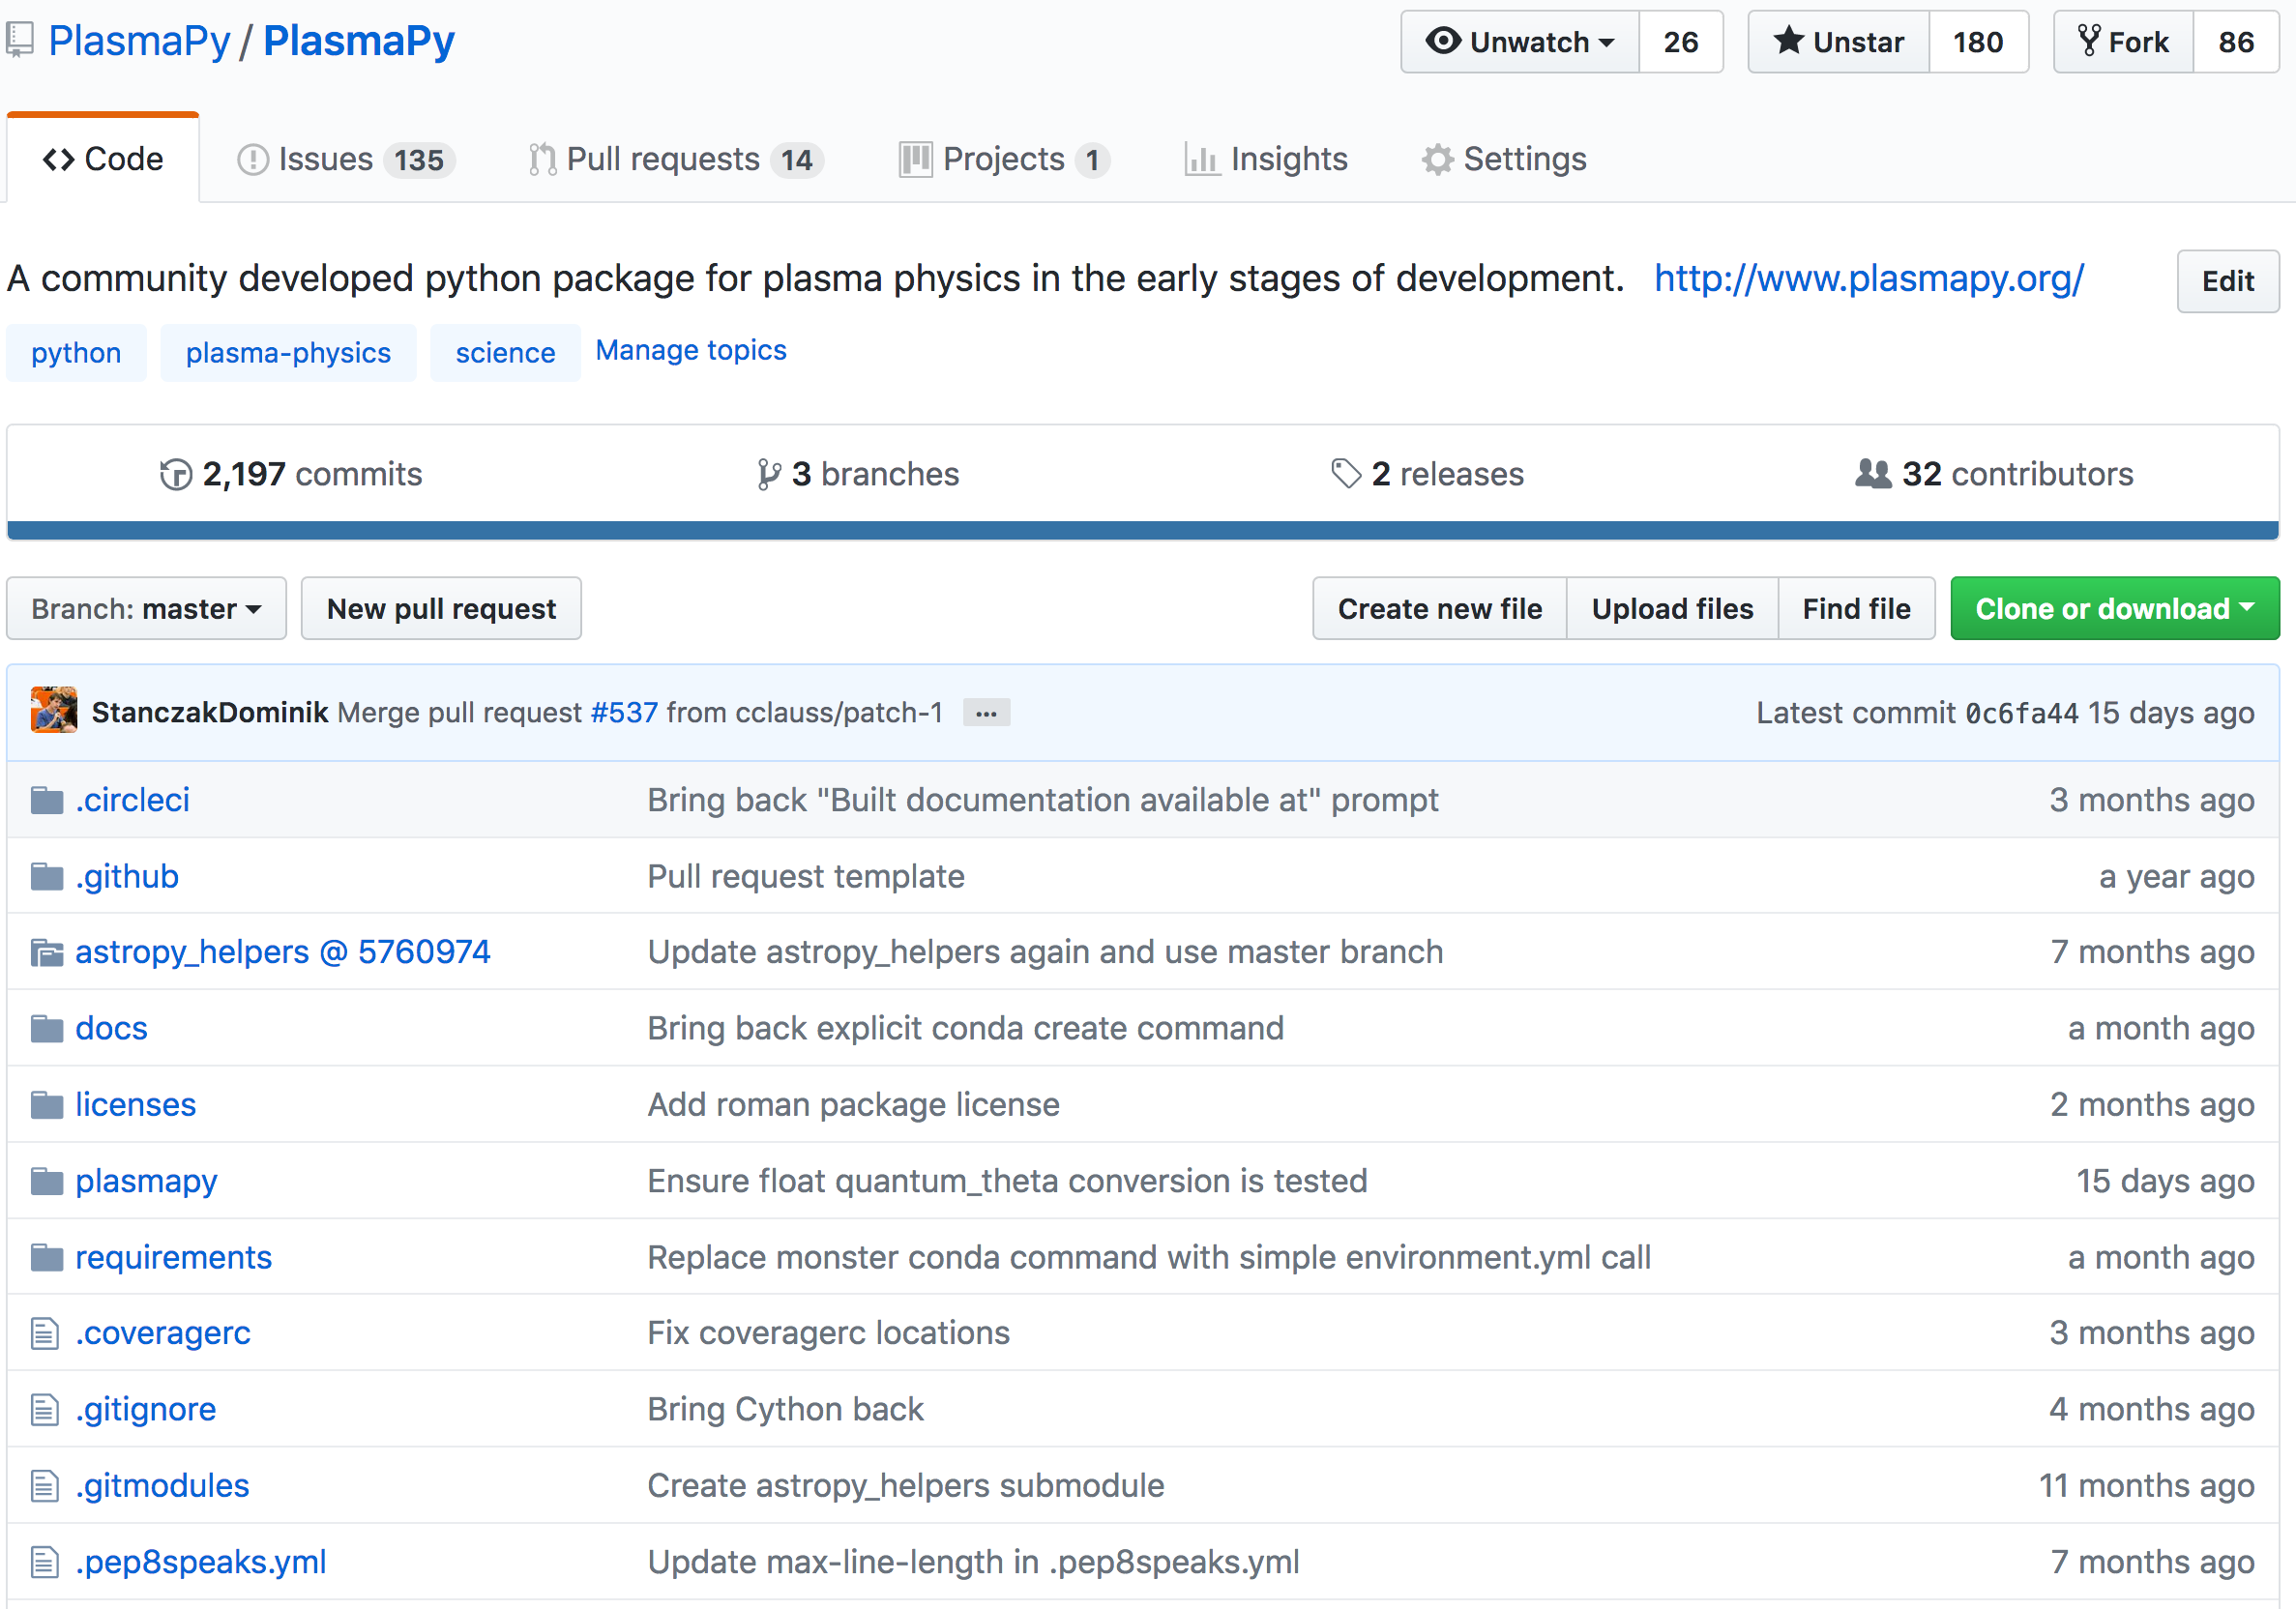 PlasmaPy / PlasmaPy Unwatch 26 Unstar 180 Fork 86
Code Issues 135 Pull requests 14 Projects 1 Insights Settings
A community developed python package for plasma physics in the early stages of development. http://www.plasmapy.org/ Edit
python plasma-physics science Manage topics
2,197 commits 3 branches 2 releases 32 contributors
Branch: master New pull request Create new file Upload files Find file Clone or download
StanczakDominik Merge pull request #537 from cclauss/patch-1 ... Latest commit 0c6fa44 15 days ago
.circleci Bring back "Built documentation available at" prompt 3 months ago
.github Pull request template a year ago
astropy_helpers @ 5760974 Update astropy_helpers again and use master branch 7 months ago
docs Bring back explicit conda create command a month ago
licenses Add roman package license 2 months ago
plasmapy Ensure float quantum_theta conversion is tested 15 days ago
requirements Replace monster conda command with simple environment.yml call a month ago
.coveragerc Fix coveragerc locations 3 months ago
.gitignore Bring Cython back 4 months ago
.gitmodules Create astropy_helpers submodule 11 months ago
.pep8speaks.yml Update max-line-length in .pep8speaks.yml 7 months ago